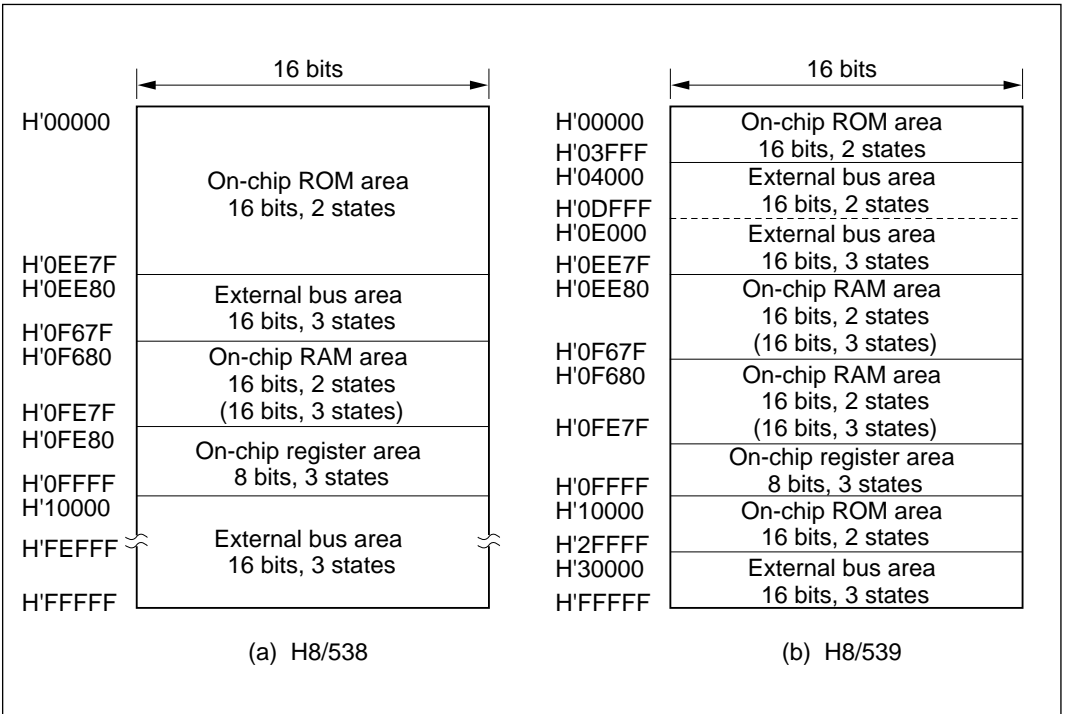 16 bits
H'00000
On-chip ROM area
16 bits, 2 states
H'0EE7F
H'0EE80
External bus area
16 bits, 3 states
H'0F67F
H'0F680
On-chip RAM area
16 bits, 2 states
(16 bits, 3 states)
H'0FE7F
H'0FE80
On-chip register area
8 bits, 3 states
H'0FFFF
H'10000
H'FEFFF
External bus area
16 bits, 3 states
H'FFFFF
(a) H8/538
16 bits
H'00000
On-chip ROM area
16 bits, 2 states
H'03FFF
H'04000
External bus area
16 bits, 2 states
H'0DFFF
H'0E000
External bus area
16 bits, 3 states
H'0EE7F
H'0EE80
On-chip RAM area
16 bits, 2 states
(16 bits, 3 states)
H'0F67F
H'0F680
On-chip RAM area
16 bits, 2 states
(16 bits, 3 states)
H'0FE7F
On-chip register area
8 bits, 3 states
H'0FFFF
H'10000
On-chip ROM area
16 bits, 2 states
H'2FFFF
H'30000
External bus area
16 bits, 3 states
H'FFFFF
(b) H8/539